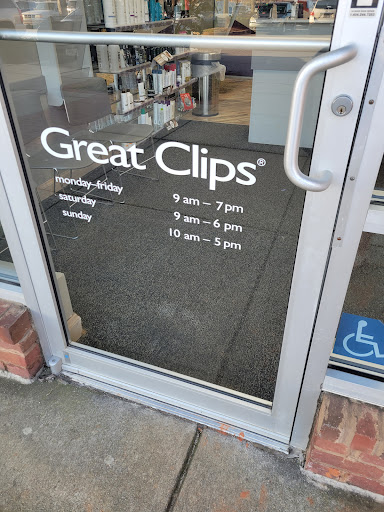 Great Clips®
monday–friday 9 am – 7 pm
saturday 9 am – 6 pm
sunday 10 am – 5 pm